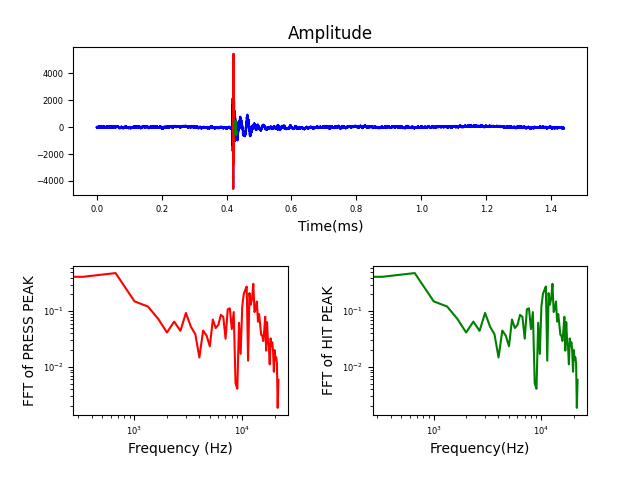 Amplitude
4000
2000
0
−2000
−4000
0.0 0.2 0.4 0.6 0.8 1.0 1.2 1.4
Time(ms)
FFT of PRESS PEAK
10⁻¹
10⁻²
10³ 10⁴
Frequency (Hz)
FFT of HIT PEAK
10⁻¹
10⁻²
10³ 10⁴
Frequency(Hz)